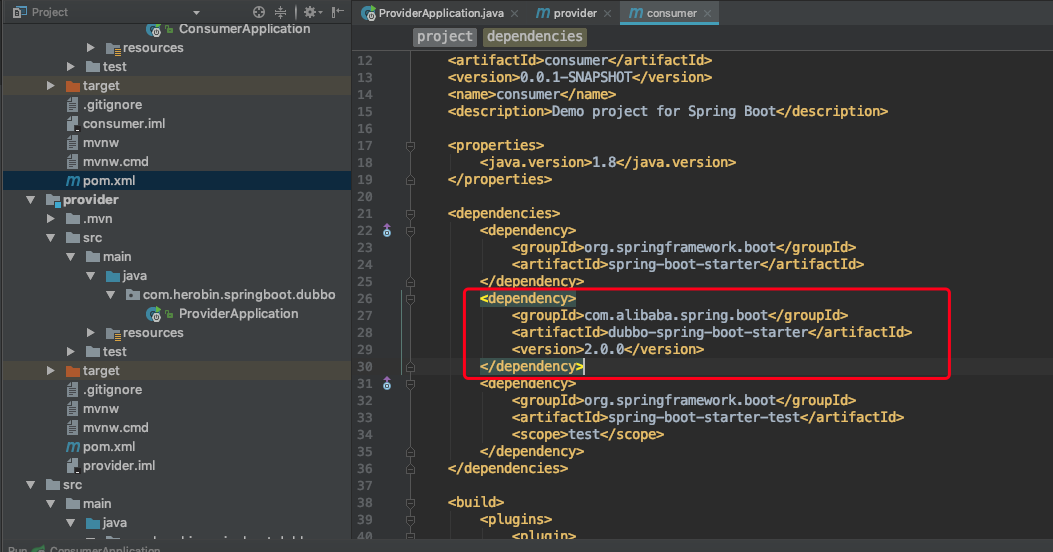 Project
ConsumerApplication
resources
test
target
.gitignore
consumer.iml
mvnw
mvnw.cmd
pom.xml
provider
.mvn
src
main
java
com.herobin.springboot.dubbo
ProviderApplication
resources
test
target
.gitignore
mvnw
mvnw.cmd
pom.xml
provider.iml
src
main
java
Run ConsumerApplication
ProviderApplication.java × m provider × m consumer ×
project dependencies
12 <artifactId>consumer</artifactId>
13 <version>0.0.1-SNAPSHOT</version>
14 <name>consumer</name>
15 <description>Demo project for Spring Boot</description>
16
17 <properties>
18 <java.version>1.8</java.version>
19 </properties>
20
21 <dependencies>
22 <dependency>
23 <groupId>org.springframework.boot</groupId>
24 <artifactId>spring-boot-starter</artifactId>
25 </dependency>
26 <dependency>
27 <groupId>com.alibaba.spring.boot</groupId>
28 <artifactId>dubbo-spring-boot-starter</artifactId>
29 <version>2.0.0</version>
30 </dependency>
31 <dependency>
32 <groupId>org.springframework.boot</groupId>
33 <artifactId>spring-boot-starter-test</artifactId>
34 <scope>test</scope>
35 </dependency>
36 </dependencies>
37
38 <build>
39 <plugins>
40 <plugin>